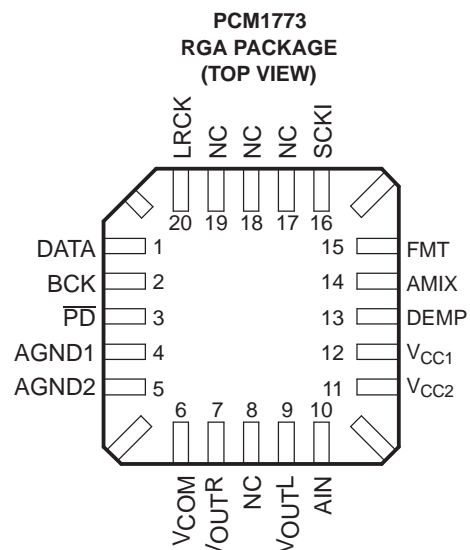 PCM1773
RGA PACKAGE
(TOP VIEW)
LRCK
NC
NC
NC
SCKI
20
19
18
17
16
DATA 1
BCK 2
PD 3
AGND1 4
AGND2 5
15 FMT
14 AMIX
13 DEMP
12 VCC1
11 VCC2
6
7
8
9
10
VCOM
VOUTR
NC
VOUTL
AIN